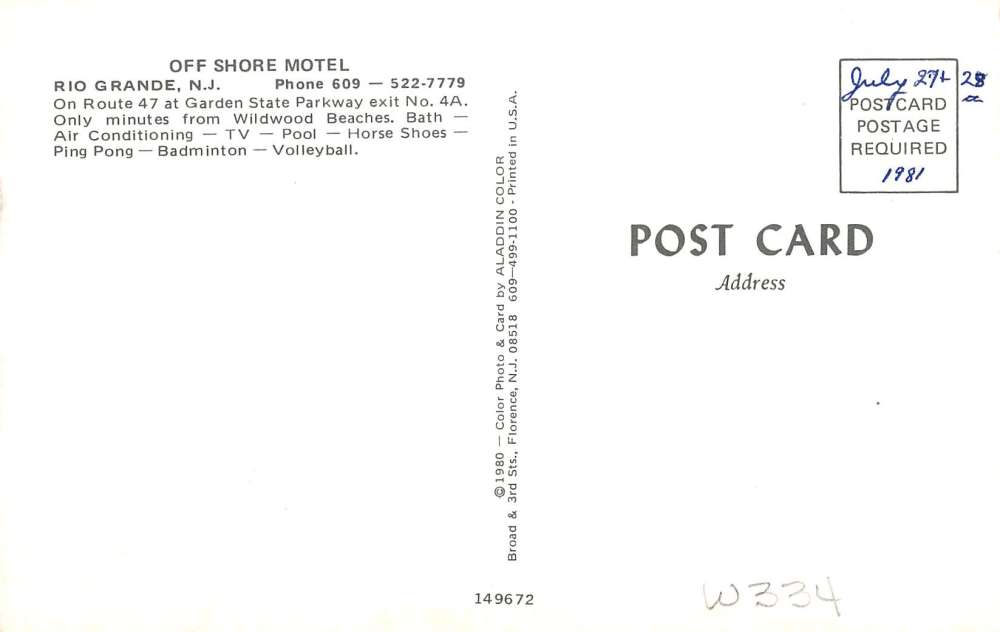 OFF SHORE MOTEL
RIO GRANDE, N.J. Phone 609 — 522-7779
On Route 47 at Garden State Parkway exit No. 4A.
Only minutes from Wildwood Beaches. Bath —
Air Conditioning — TV — Pool — Horse Shoes —
Ping Pong — Badminton — Volleyball.
© 1980 — Color Photo & Card by ALADDIN COLOR
Broad & 3rd Sts., Florence, N.J. 08518 609—499-1100 - Printed in U.S.A.
149672
July 27+ 28
POSTCARD
POSTAGE
REQUIRED
1981
POST CARD
Address
W334